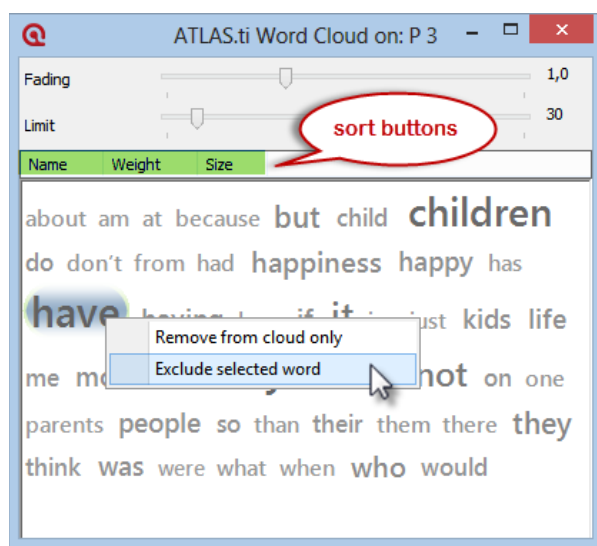 ATLAS.ti Word Cloud on: P 3
Fading 1,0
Limit 30
sort buttons
Name Weight Size
about am at because but child children
do don't from had happiness happy has
have having if it just kids life
Remove from cloud only
Exclude selected word
me not on one
parents people so than their them there they
think was were what when who would